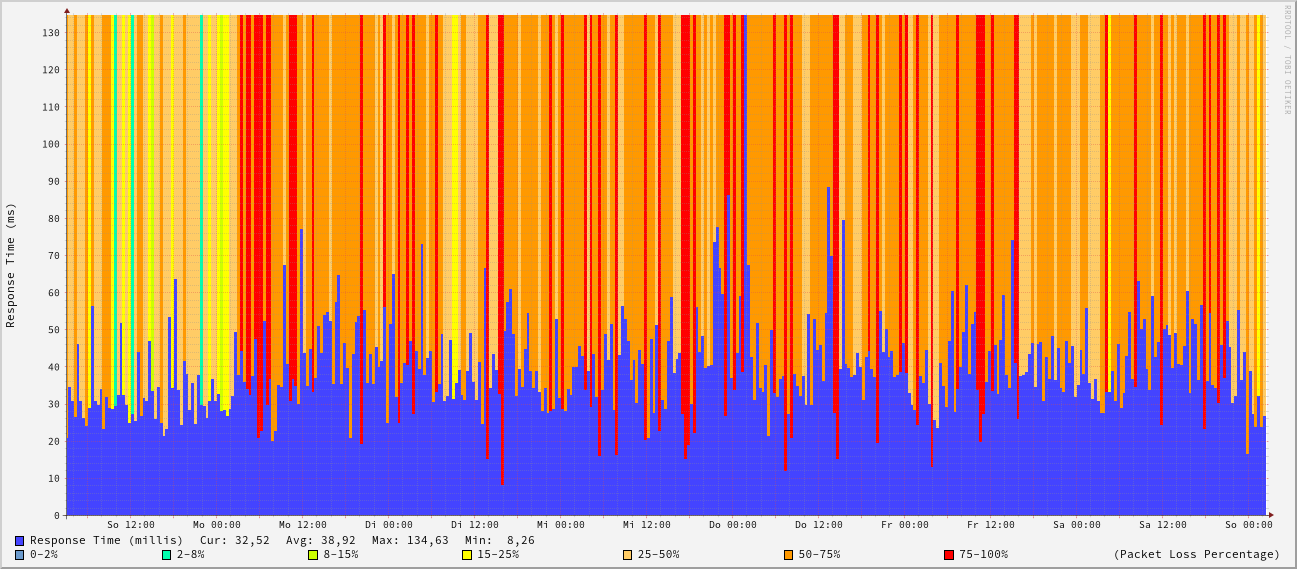 RRDTOOL / TOBI OETIKER
Response Time (ms)
130
120
110
100
90
80
70
60
50
40
30
20
10
0
So 12:00 Mo 00:00 Mo 12:00 Di 00:00 Di 12:00 Mi 00:00 Mi 12:00 Do 00:00 Do 12:00 Fr 00:00 Fr 12:00 Sa 00:00 Sa 12:00 So 00:00
Response Time (millis) Cur: 32,52 Avg: 38,92 Max: 134,63 Min: 8,26
0-2% 2-8% 8-15% 15-25% 25-50% 50-75% 75-100% (Packet Loss Percentage)